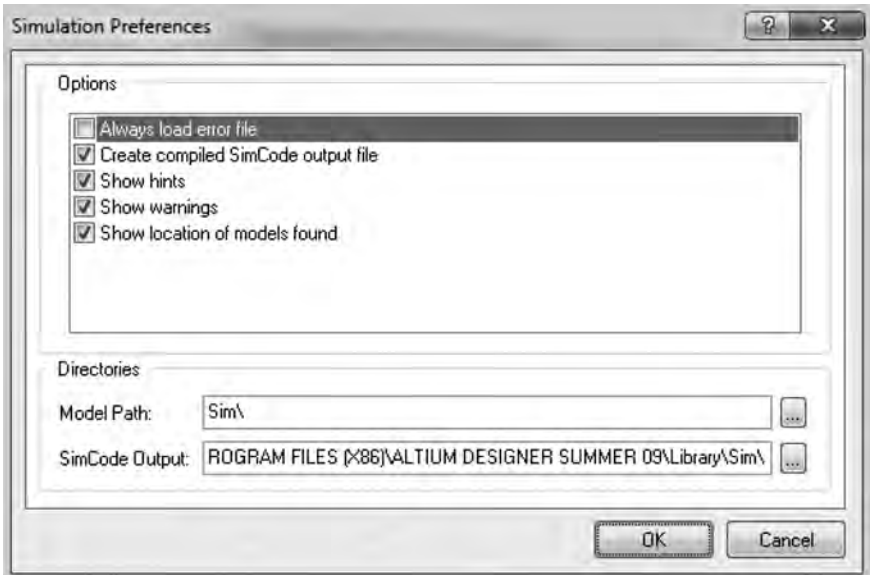 Simulation Preferences
Options
Always load error file
Create compiled SimCode output file
Show hints
Show warnings
Show location of models found
Directories
Model Path: Sim\ ...
SimCode Output: ROGRAM FILES (X86)\ALTIUM DESIGNER SUMMER 09\Library\Sim\ ...
OK Cancel